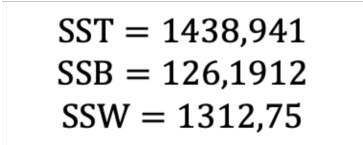 SST = 1438,941
SSB = 126,1912
SSW = 1312,75